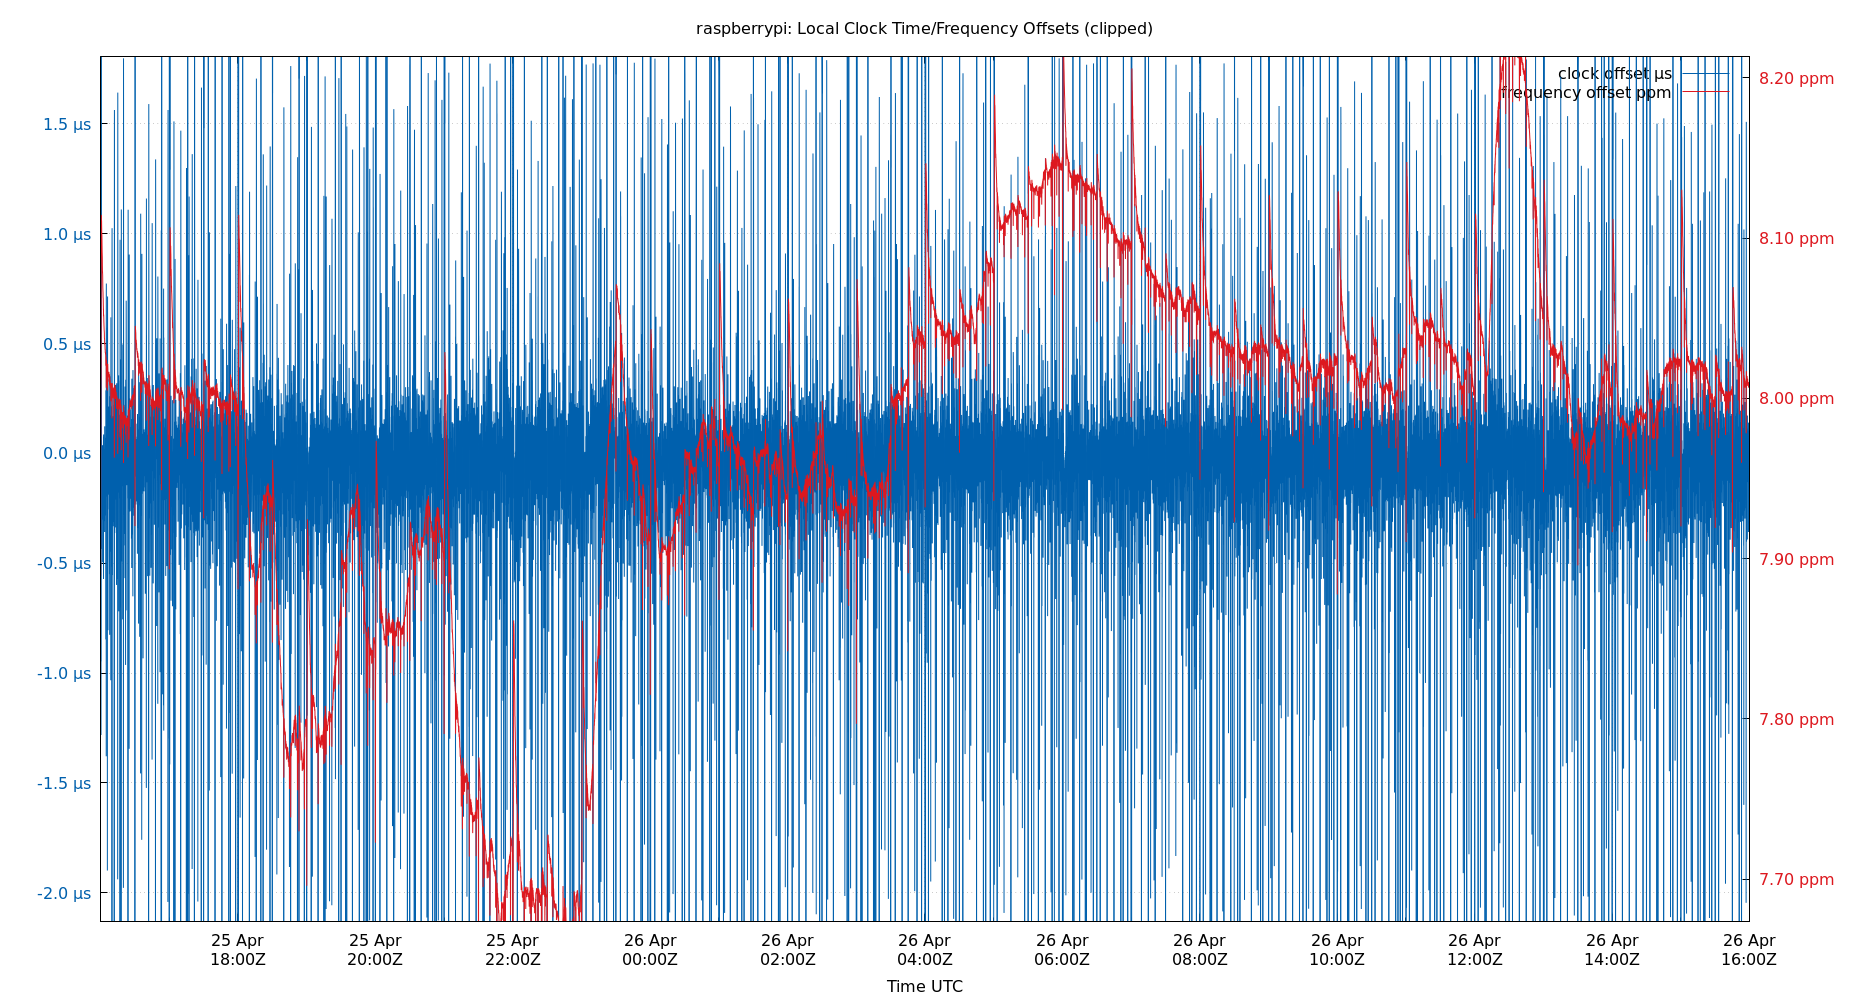 raspberrypi: Local Clock Time/Frequency Offsets (clipped)
clock offset µs
frequency offset ppm
1.5 µs
1.0 µs
0.5 µs
0.0 µs
-0.5 µs
-1.0 µs
-1.5 µs
-2.0 µs
8.20 ppm
8.10 ppm
8.00 ppm
7.90 ppm
7.80 ppm
7.70 ppm
25 Apr
18:00Z
25 Apr
20:00Z
25 Apr
22:00Z
26 Apr
00:00Z
26 Apr
02:00Z
26 Apr
04:00Z
26 Apr
06:00Z
26 Apr
08:00Z
26 Apr
10:00Z
26 Apr
12:00Z
26 Apr
14:00Z
26 Apr
16:00Z
Time UTC